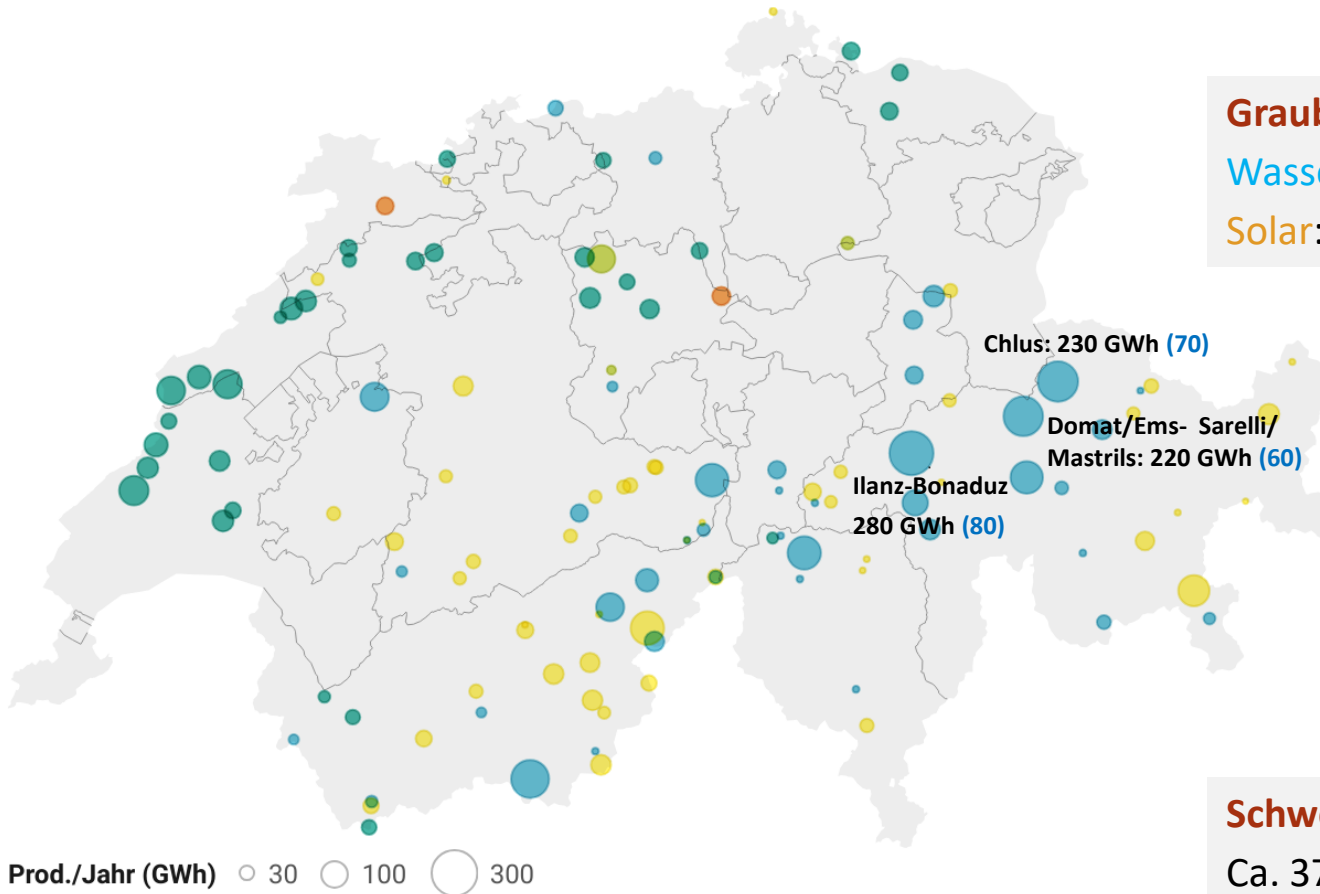 Graub
Wasse
Solar:
Chlus: 230 GWh (70)
Domat/Ems- Sarelli/
Mastrils: 220 GWh (60)
Ilanz-Bonaduz
280 GWh (80)
Schw
Ca. 37
Prod./Jahr (GWh) 30 100 300